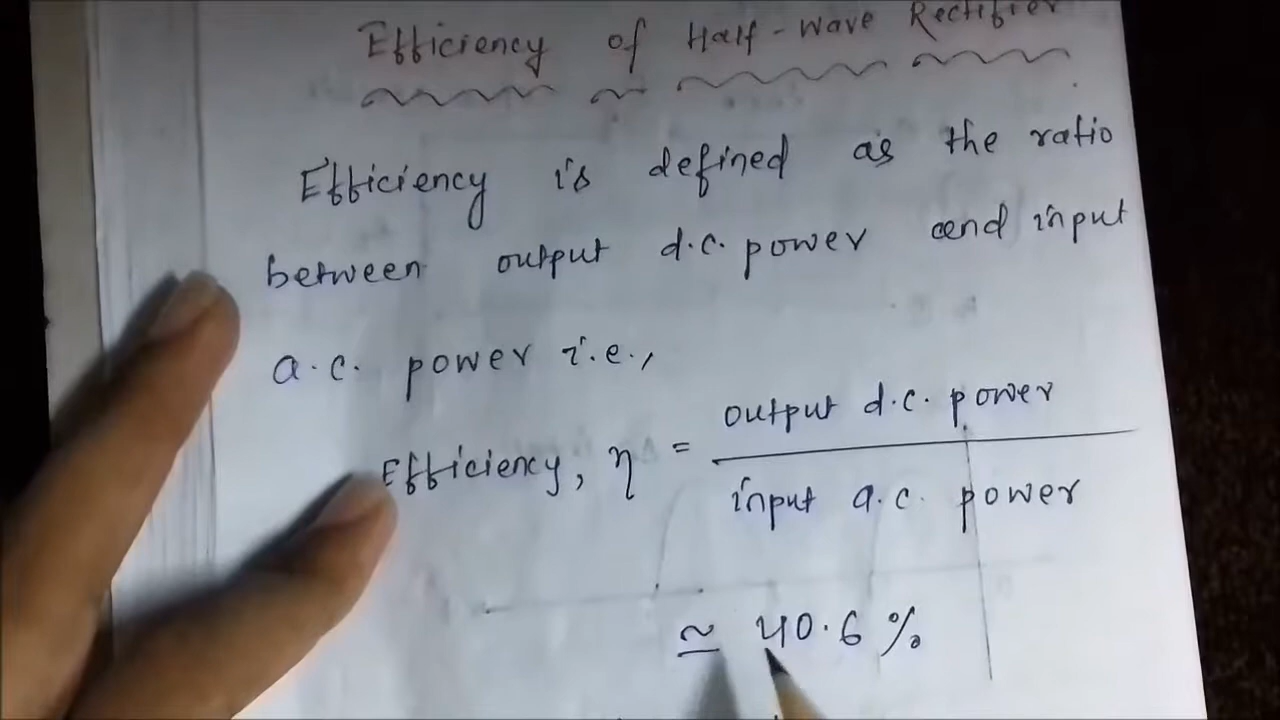 Efficiency of Half-Wave Rectifier
Efficiency is defined as the ratio
between output d.c. power and input
a.c. power i.e.,
Efficiency, η = output d.c. power
input a.c. power
≃ 40.6 %